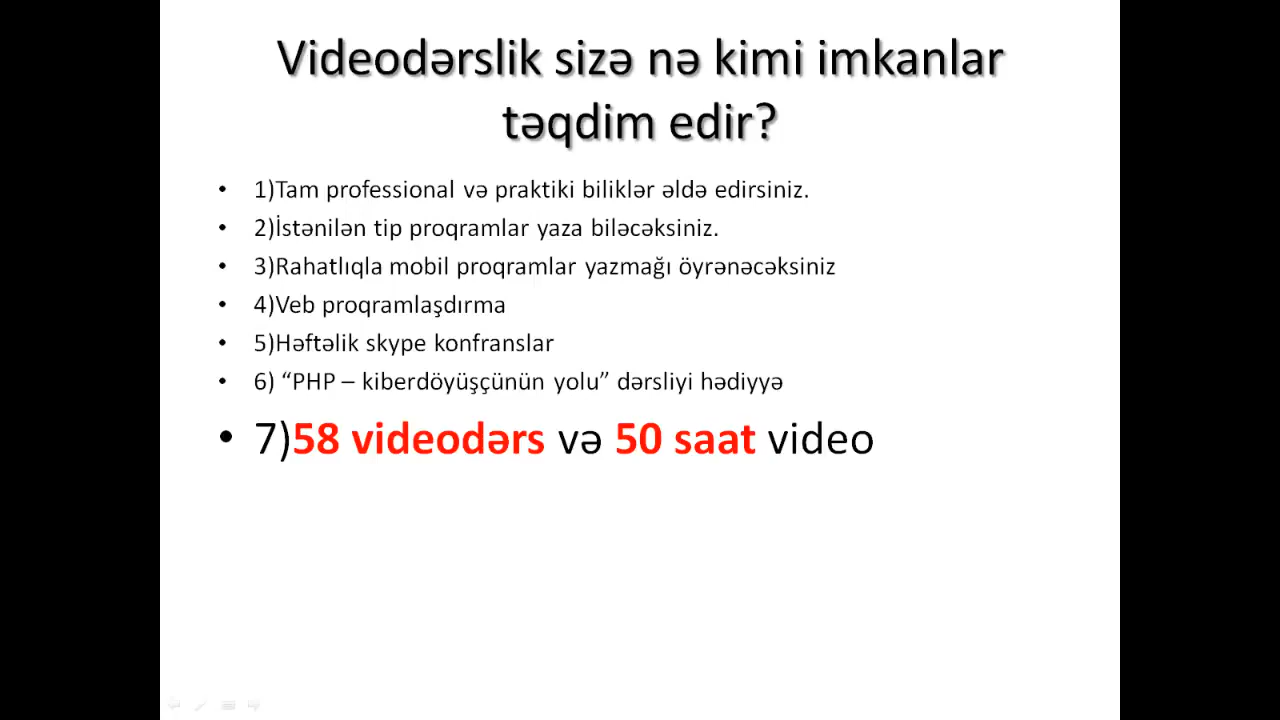 Videodərslik sizə nə kimi imkanlar
təqdim edir?
• 1)Tam professional və praktiki biliklər əldə edirsiniz.
• 2)İstənilən tip proqramlar yaza biləcəksiniz.
• 3)Rahatlıqla mobil proqramlar yazmağı öyrənəcəksiniz
• 4)Veb proqramlaşdırma
• 5)Həftəlik skype konfranslar
• 6) “PHP – kiberdöyüşçünün yolu” dərsliyi hədiyyə
• 7)58 videodərs və 50 saat video